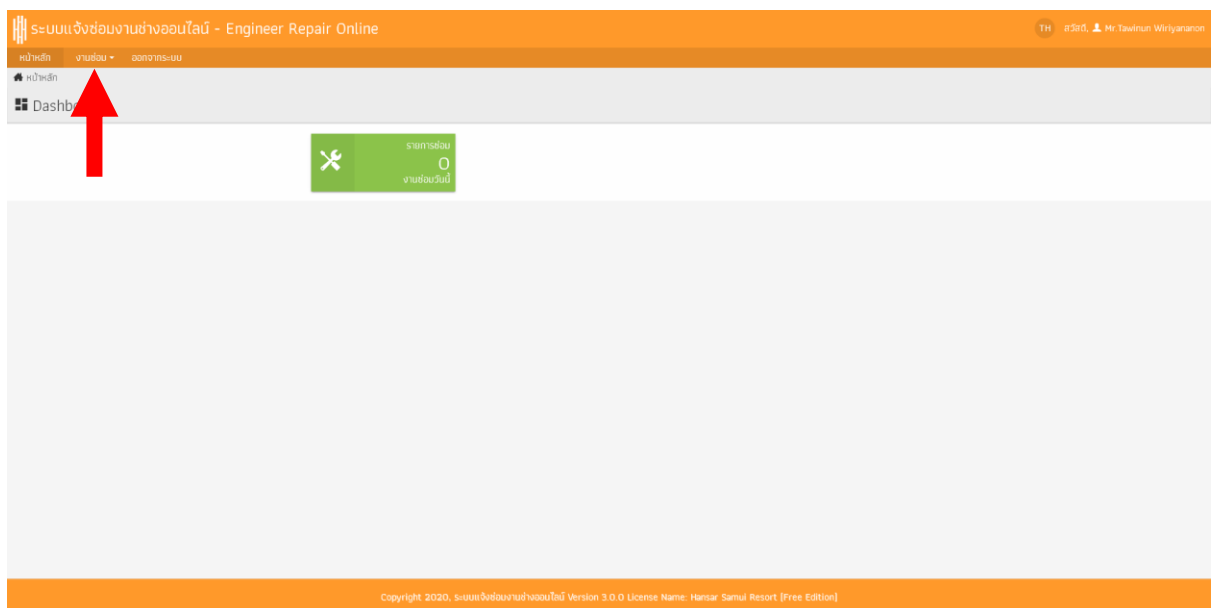 ระบบแจ้งซ่อมงานช่างออนไลน์ - Engineer Repair Online
TH สวัสดี, Mr.Tawinun Wiriyananon
หน้าหลัก งานซ่อม ออกจากระบบ
หน้าหลัก
รายการซ่อม
0
งานซ่อมวันนี้
Copyright 2020, ระบบแจ้งซ่อมงานช่างออนไลน์ Version 3.0.0 License Name: Hansar Samui Resort [Free Edition]